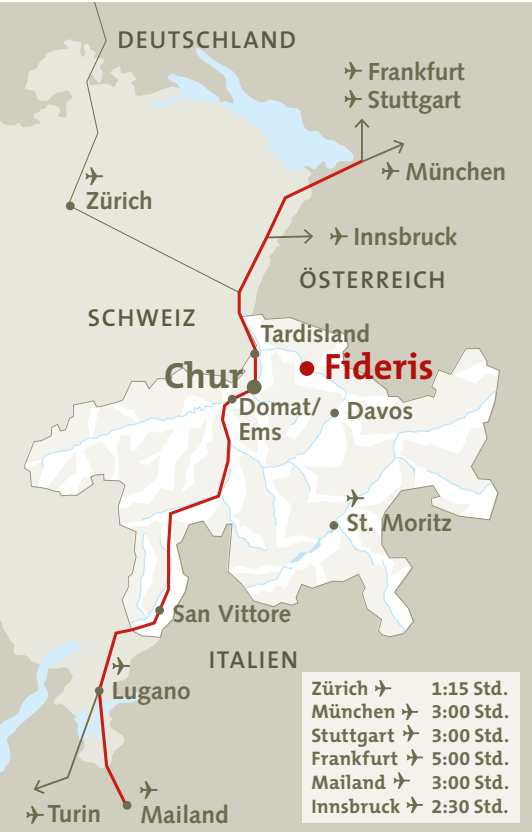 DEUTSCHLAND
Frankfurt
Stuttgart
München
Zürich
Innsbruck
ÖSTERREICH
SCHWEIZ
Tardisland
Fideris
Chur
Domat/
Ems
Davos
St. Moritz
San Vittore
ITALIEN
Lugano
Turin
Mailand
Zürich 1:15 Std.
München 3:00 Std.
Stuttgart 3:00 Std.
Frankfurt 5:00 Std.
Mailand 3:00 Std.
Innsbruck 2:30 Std.